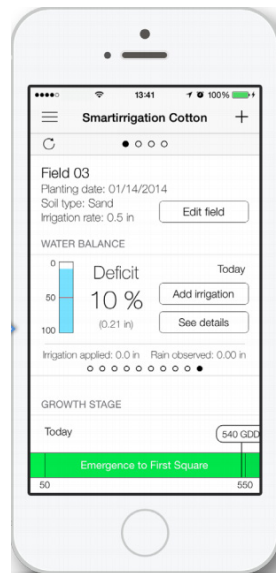 13:41 100%
Smartirrigation Cotton +
Field 03
Planting date: 01/14/2014
Soil type: Sand
Irrigation rate: 0.5 in
Edit field
WATER BALANCE
0
50
100
Deficit
10 %
(0.21 in)
Today
Add irrigation
See details
Irrigation applied: 0.0 in Rain observed: 0.00 in
GROWTH STAGE
Today
540 GDD
Emergence to First Square
50 550